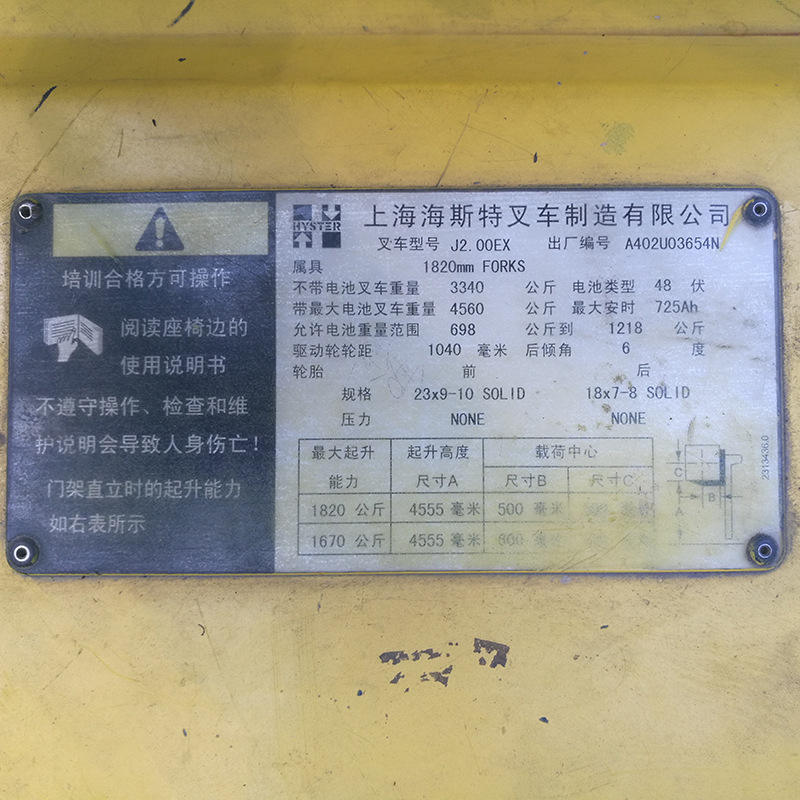 培训合格方可操作
阅读座椅边的
使用说明书
不遵守操作、检查和维
护说明会导致人身伤亡!
门架直立时的起升能力
如右表所示
HYSTER
上海海斯特叉车制造有限公司
叉车型号 J2.00EX 出厂编号 A402U03654N
属具 1820mm FORKS
不带电池叉车重量 3340 公斤 电池类型 48 伏
带最大电池叉车重量 4560 公斤 最大安时 725Ah
允许电池重量范围 698 公斤到 1218 公斤
驱动轮轮距 1040 毫米 后倾角 6 度
轮胎 前 后
规格 23x9-10 SOLID 18x7-8 SOLID
压力 NONE NONE
最大起升 起升高度 载荷中心
能力 尺寸A 尺寸B 尺寸C
1820 公斤 4555 毫米 500 毫米 毫米
1670 公斤 4555 毫米 600 毫米
C
B
A
2313436.0